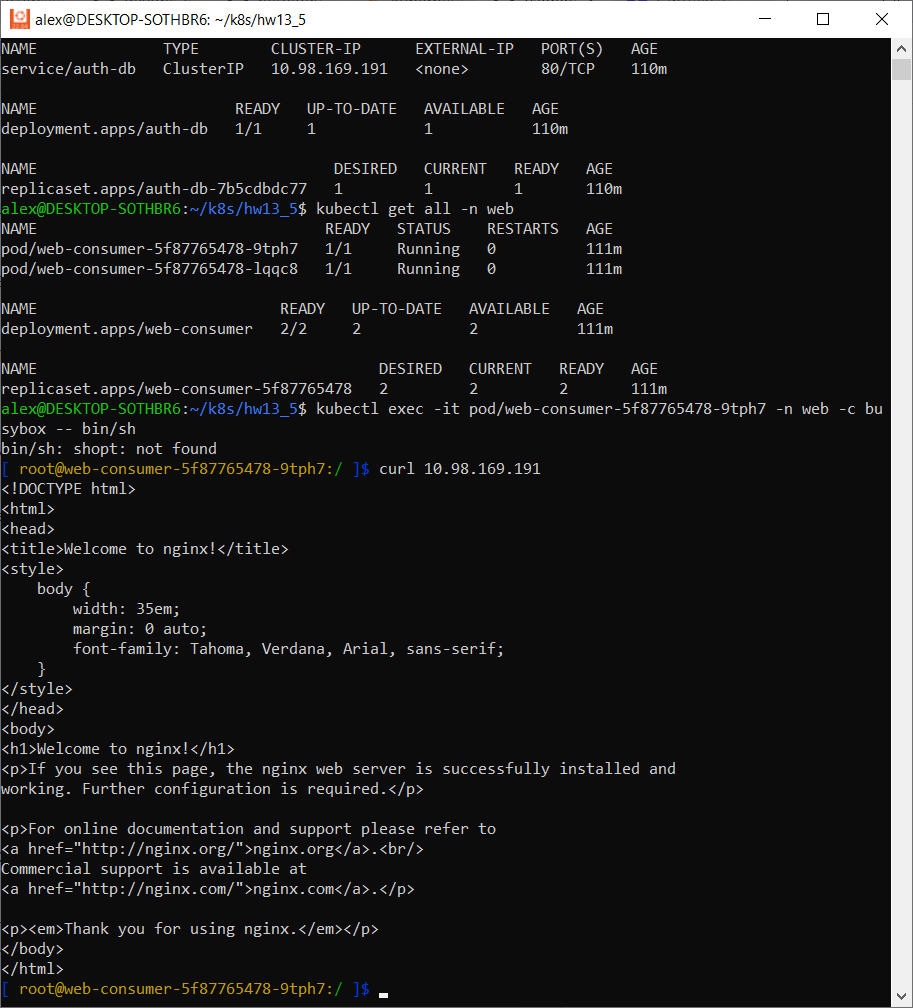 alex@DESKTOP-SOTHBR6: ~/k8s/hw13_5
NAME              TYPE        CLUSTER-IP      EXTERNAL-IP   PORT(S)   AGE
service/auth-db   ClusterIP   10.98.169.191   <none>        80/TCP    110m

NAME                      READY   UP-TO-DATE   AVAILABLE   AGE
deployment.apps/auth-db   1/1     1            1           110m

NAME                                 DESIRED   CURRENT   READY   AGE
replicaset.apps/auth-db-7b5cdbdc77   1         1         1       110m
alex@DESKTOP-SOTHBR6:~/k8s/hw13_5$ kubectl get all -n web
NAME                                READY   STATUS    RESTARTS   AGE
pod/web-consumer-5f87765478-9tph7   1/1     Running   0          111m
pod/web-consumer-5f87765478-lqqc8   1/1     Running   0          111m

NAME                           READY   UP-TO-DATE   AVAILABLE   AGE
deployment.apps/web-consumer   2/2     2            2           111m

NAME                                      DESIRED   CURRENT   READY   AGE
replicaset.apps/web-consumer-5f87765478   2         2         2       111m
alex@DESKTOP-SOTHBR6:~/k8s/hw13_5$ kubectl exec -it pod/web-consumer-5f87765478-9tph7 -n web -c bu
sybox -- bin/sh
bin/sh: shopt: not found
[ root@web-consumer-5f87765478-9tph7:/ ]$ curl 10.98.169.191
<!DOCTYPE html>
<html>
<head>
<title>Welcome to nginx!</title>
<style>
    body {
        width: 35em;
        margin: 0 auto;
        font-family: Tahoma, Verdana, Arial, sans-serif;
    }
</style>
</head>
<body>
<h1>Welcome to nginx!</h1>
<p>If you see this page, the nginx web server is successfully installed and
working. Further configuration is required.</p>

<p>For online documentation and support please refer to
<a href="http://nginx.org/">nginx.org</a>.<br/>
Commercial support is available at
<a href="http://nginx.com/">nginx.com</a>.</p>

<p><em>Thank you for using nginx.</em></p>
</body>
</html>
[ root@web-consumer-5f87765478-9tph7:/ ]$